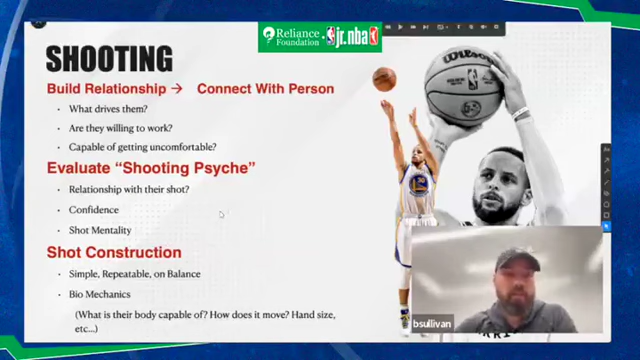 Reliance
Foundation
jr.nba
SHOOTING
Build Relationship → Connect With Person
• What drives them?
• Are they willing to work?
• Capable of getting uncomfortable?
Evaluate “Shooting Psyche”
• Relationship with their shot?
• Confidence
• Shot Mentality
Shot Construction
• Simple, Repeatable, on Balance
• Bio Mechanics
(What is their body capable of? How does it move? Hand size,
etc...)
Wilson
30
bsullivan